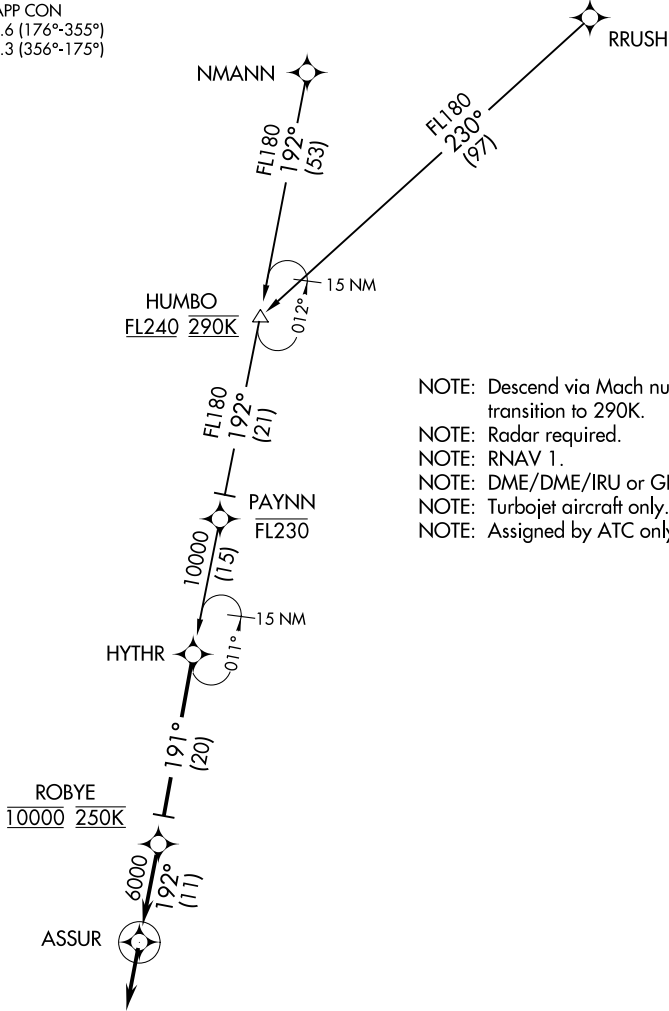 APP CON
.6 (176°-355°)
.3 (356°-175°)
RRUSH
NMANN
FL180
230°
(97)
FL180
192°
(53)
15 NM
012°
HUMBO
FL240 290K
FL180
192°
(21)
NOTE: Descend via Mach nu
transition to 290K.
NOTE: Radar required.
NOTE: RNAV 1.
NOTE: DME/DME/IRU or G
NOTE: Turbojet aircraft only.
NOTE: Assigned by ATC only
PAYNN
FL230
10000
(15)
15 NM
011°
HYTHR
191°
(20)
ROBYE
10000 250K
6000
192°
(11)
ASSUR